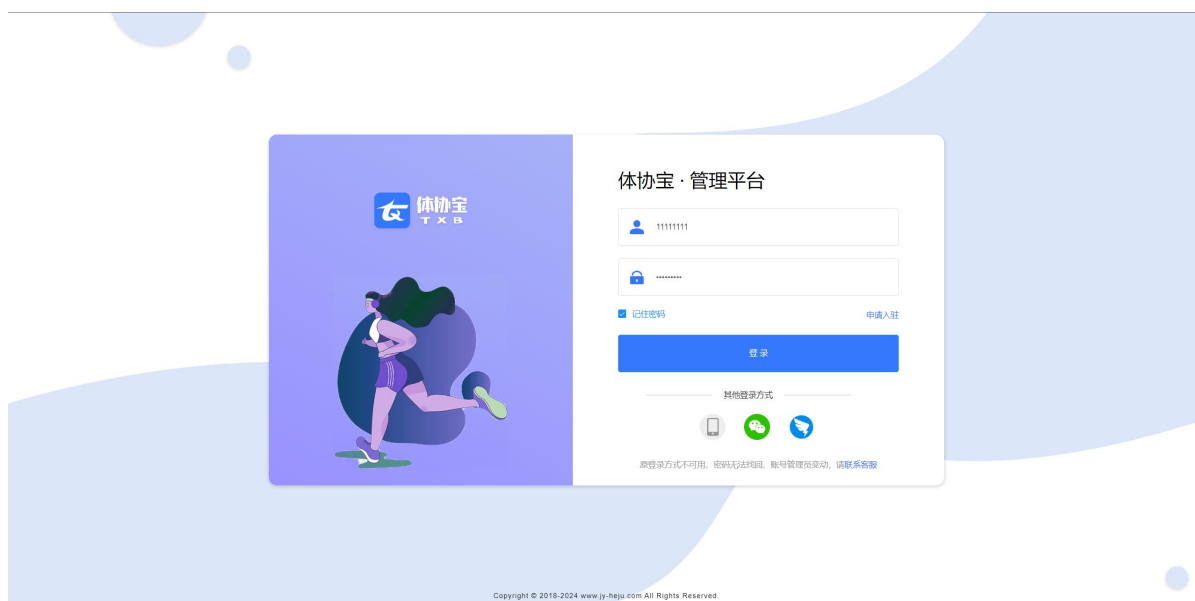 体协宝
TXB
体协宝 · 管理平台
11111111
•••••••••
记住密码
申请入驻
登 录
其他登录方式
原登录方式不可用、密码无法找回、账号管理员变动，请联系客服
Copyright © 2018-2024 www.jy-heju.com All Rights Reserved.